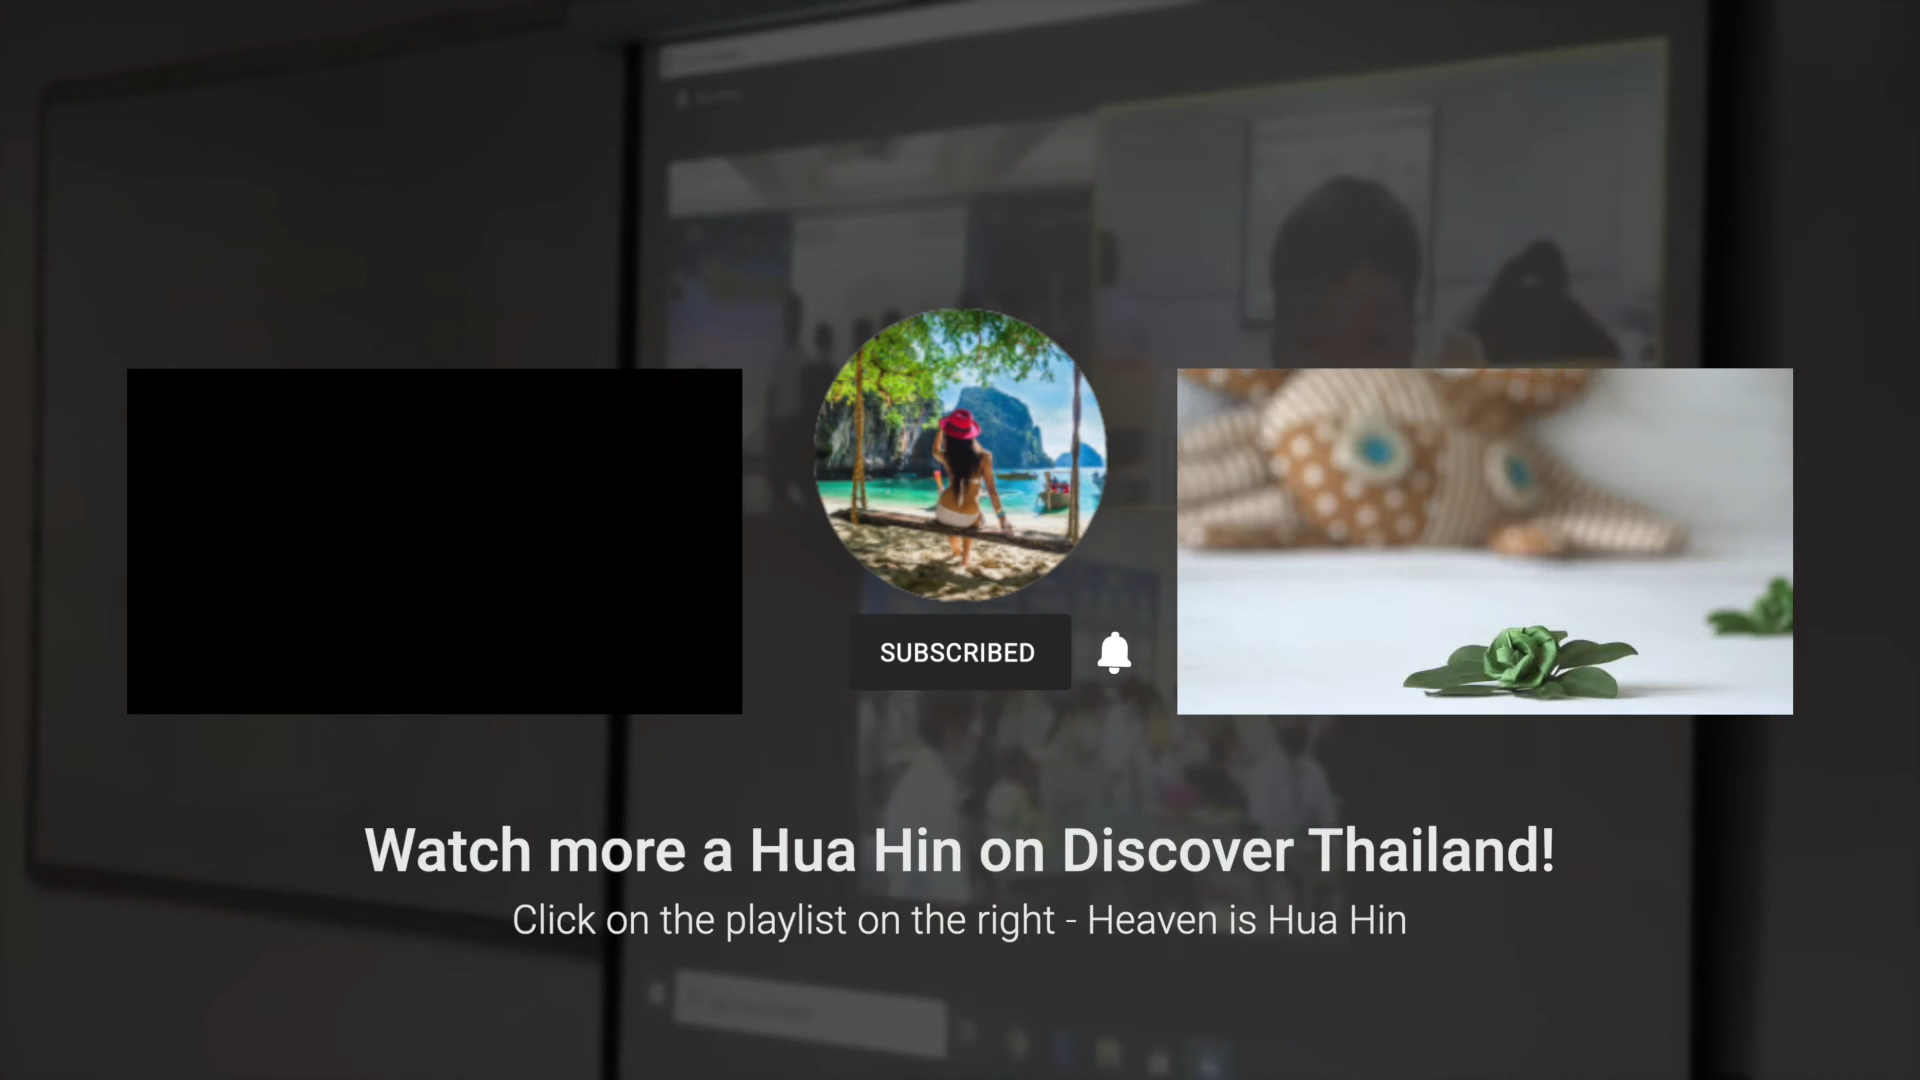 SUBSCRIBED
Watch more a Hua Hin on Discover Thailand!
Click on the playlist on the right - Heaven is Hua Hin